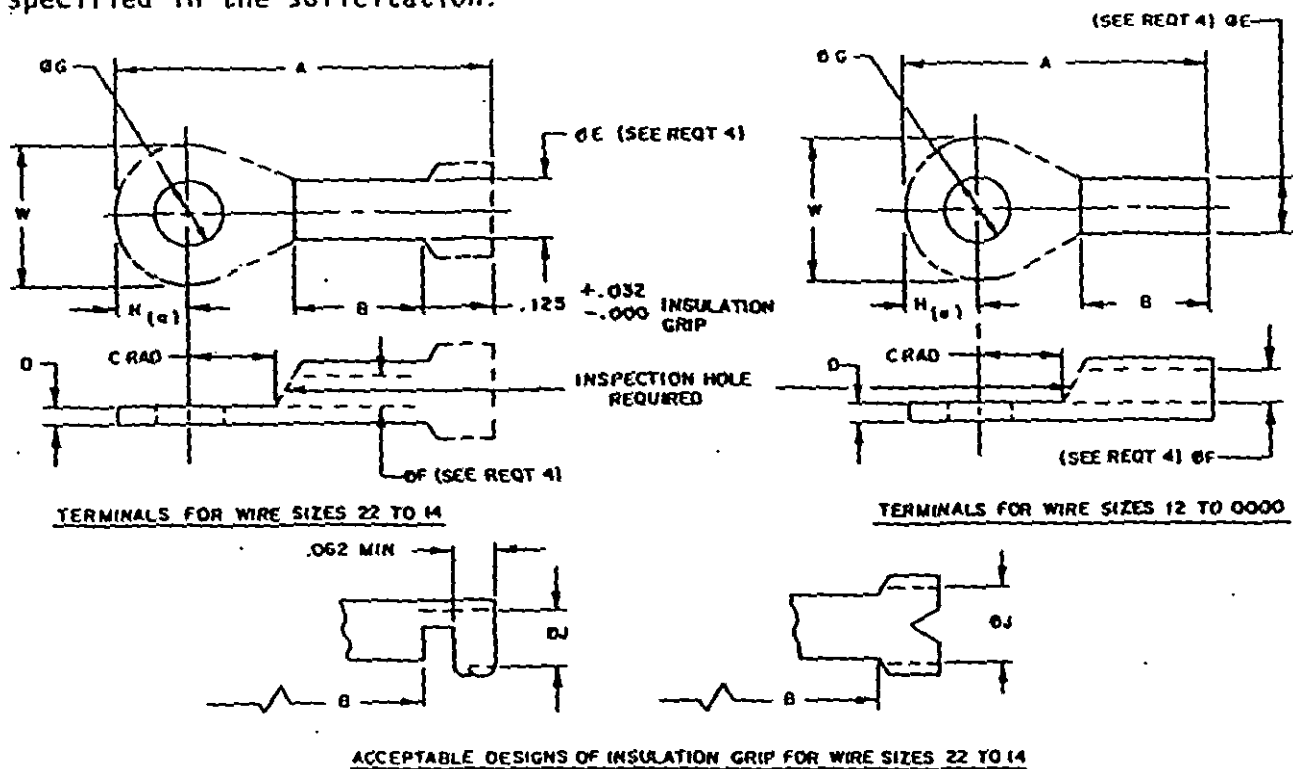 specified in the solicitation.
(SEE REQT 4) ØE
ØG
A
ØG
A
ØE (SEE REQT 4)
W
W
H(a)
B
.125 +.032 -.000 INSULATION GRIP
H(a)
B
D
C RAD
INSPECTION HOLE REQUIRED
D
C RAD
ØF (SEE REQT 4)
(SEE REQT 4) ØF
TERMINALS FOR WIRE SIZES 22 TO 14
TERMINALS FOR WIRE SIZES 12 TO 0000
.062 MIN
ØJ
ØJ
B
B
ACCEPTABLE DESIGNS OF INSULATION GRIP FOR WIRE SIZES 22 TO 14